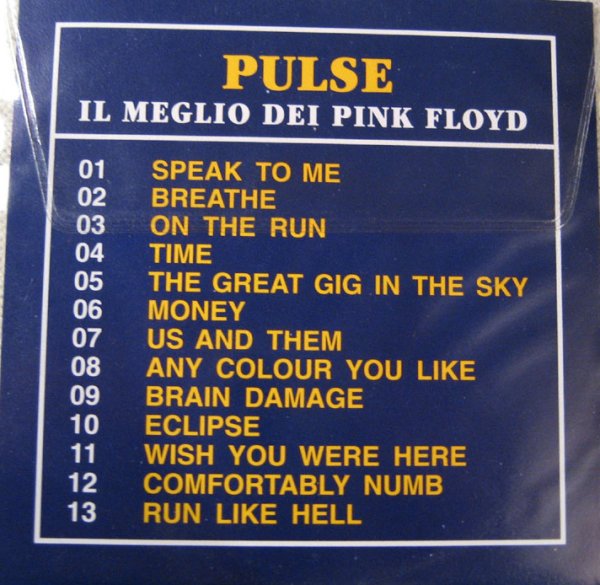 PULSE
IL MEGLIO DEI PINK FLOYD
01 SPEAK TO ME
02 BREATHE
03 ON THE RUN
04 TIME
05 THE GREAT GIG IN THE SKY
06 MONEY
07 US AND THEM
08 ANY COLOUR YOU LIKE
09 BRAIN DAMAGE
10 ECLIPSE
11 WISH YOU WERE HERE
12 COMFORTABLY NUMB
13 RUN LIKE HELL